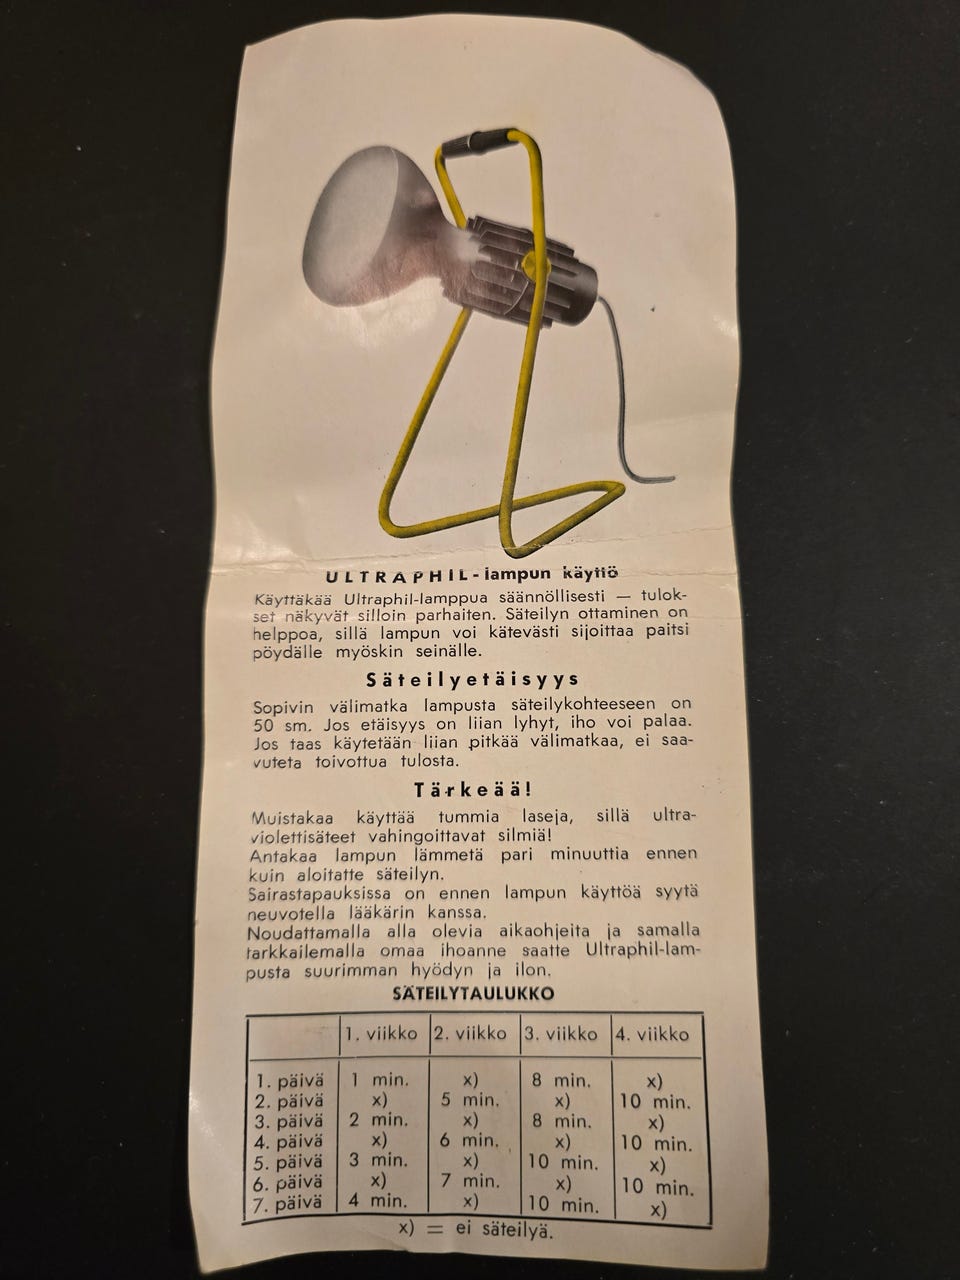 ULTRAPHIL-lampun käyttö
Käyttäkää Ultraphil-lamppua säännöllisesti — tulok-
set näkyvät silloin parhaiten. Säteilyn ottaminen on
helppoa, sillä lampun voi kätevästi sijoittaa paitsi
pöydälle myöskin seinälle.
Säteilyetäisyys
Sopivin välimatka lampusta säteilykohteeseen on
50 sm. Jos etäisyys on liian lyhyt, iho voi palaa.
Jos taas käytetään liian pitkää välimatkaa, ei saa-
vuteta toivottua tulosta.
Tärkeää!
Muistakaa käyttää tummia laseja, sillä ultra-
violettisäteet vahingoittavat silmiä!
Antakaa lampun lämmetä pari minuuttia ennen
kuin aloitatte säteilyn.
Sairastapauksissa on ennen lampun käyttöä syytä
neuvotella lääkärin kanssa.
Noudattamalla alla olevia aikaohjeita ja samalla
tarkkailemalla omaa ihoanne saatte Ultraphil-lam-
pusta suurimman hyödyn ja ilon.
SÄTEILYTAULUKKO
1. viikko 2. viikko 3. viikko 4. viikko
1. päivä 1 min. x) 8 min. x)
2. päivä x) 5 min. x) 10 min.
3. päivä 2 min. x) 8 min. x)
4. päivä x) 6 min. x) 10 min.
5. päivä 3 min. x) 10 min. x)
6. päivä x) 7 min. x) 10 min.
7. päivä 4 min. x) 10 min. x)
x) = ei säteilyä.